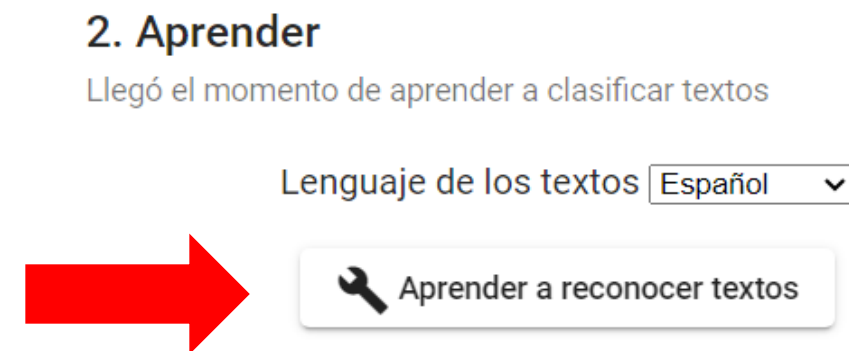 2. Aprender
Llegó el momento de aprender a clasificar textos
Lenguaje de los textos Español
Aprender a reconocer textos